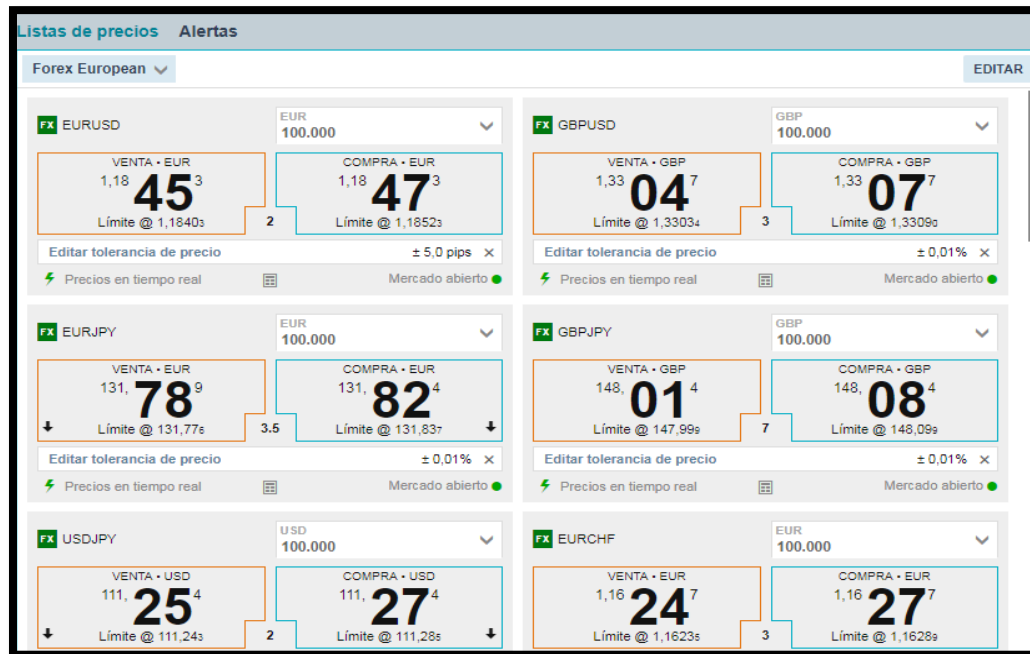 Listas de precios Alertas
Forex European EDITAR
FX EURUSD EUR 100.000
VENTA • EUR COMPRA • EUR
1,18 45 3 1,18 47 3
Límite @ 1,18403 2 Límite @ 1,18523
Editar tolerancia de precio ± 5,0 pips ×
Precios en tiempo real Mercado abierto
FX GBPUSD GBP 100.000
VENTA • GBP COMPRA • GBP
1,33 04 7 1,33 07 7
Límite @ 1,33034 3 Límite @ 1,33090
Editar tolerancia de precio ± 0,01% ×
Precios en tiempo real Mercado abierto
FX EURJPY EUR 100.000
VENTA • EUR COMPRA • EUR
131, 78 9 131, 82 4
Límite @ 131,776 3.5 Límite @ 131,837
Editar tolerancia de precio ± 0,01% ×
Precios en tiempo real Mercado abierto
FX GBPJPY GBP 100.000
VENTA • GBP COMPRA • GBP
148, 01 4 148, 08 4
Límite @ 147,999 7 Límite @ 148,099
Editar tolerancia de precio ± 0,01% ×
Precios en tiempo real Mercado abierto
FX USDJPY USD 100.000
VENTA • USD COMPRA • USD
111, 25 4 111, 27 4
Límite @ 111,243 2 Límite @ 111,285
FX EURCHF EUR 100.000
VENTA • EUR COMPRA • EUR
1,16 24 7 1,16 27 7
Límite @ 1,16235 3 Límite @ 1,16289